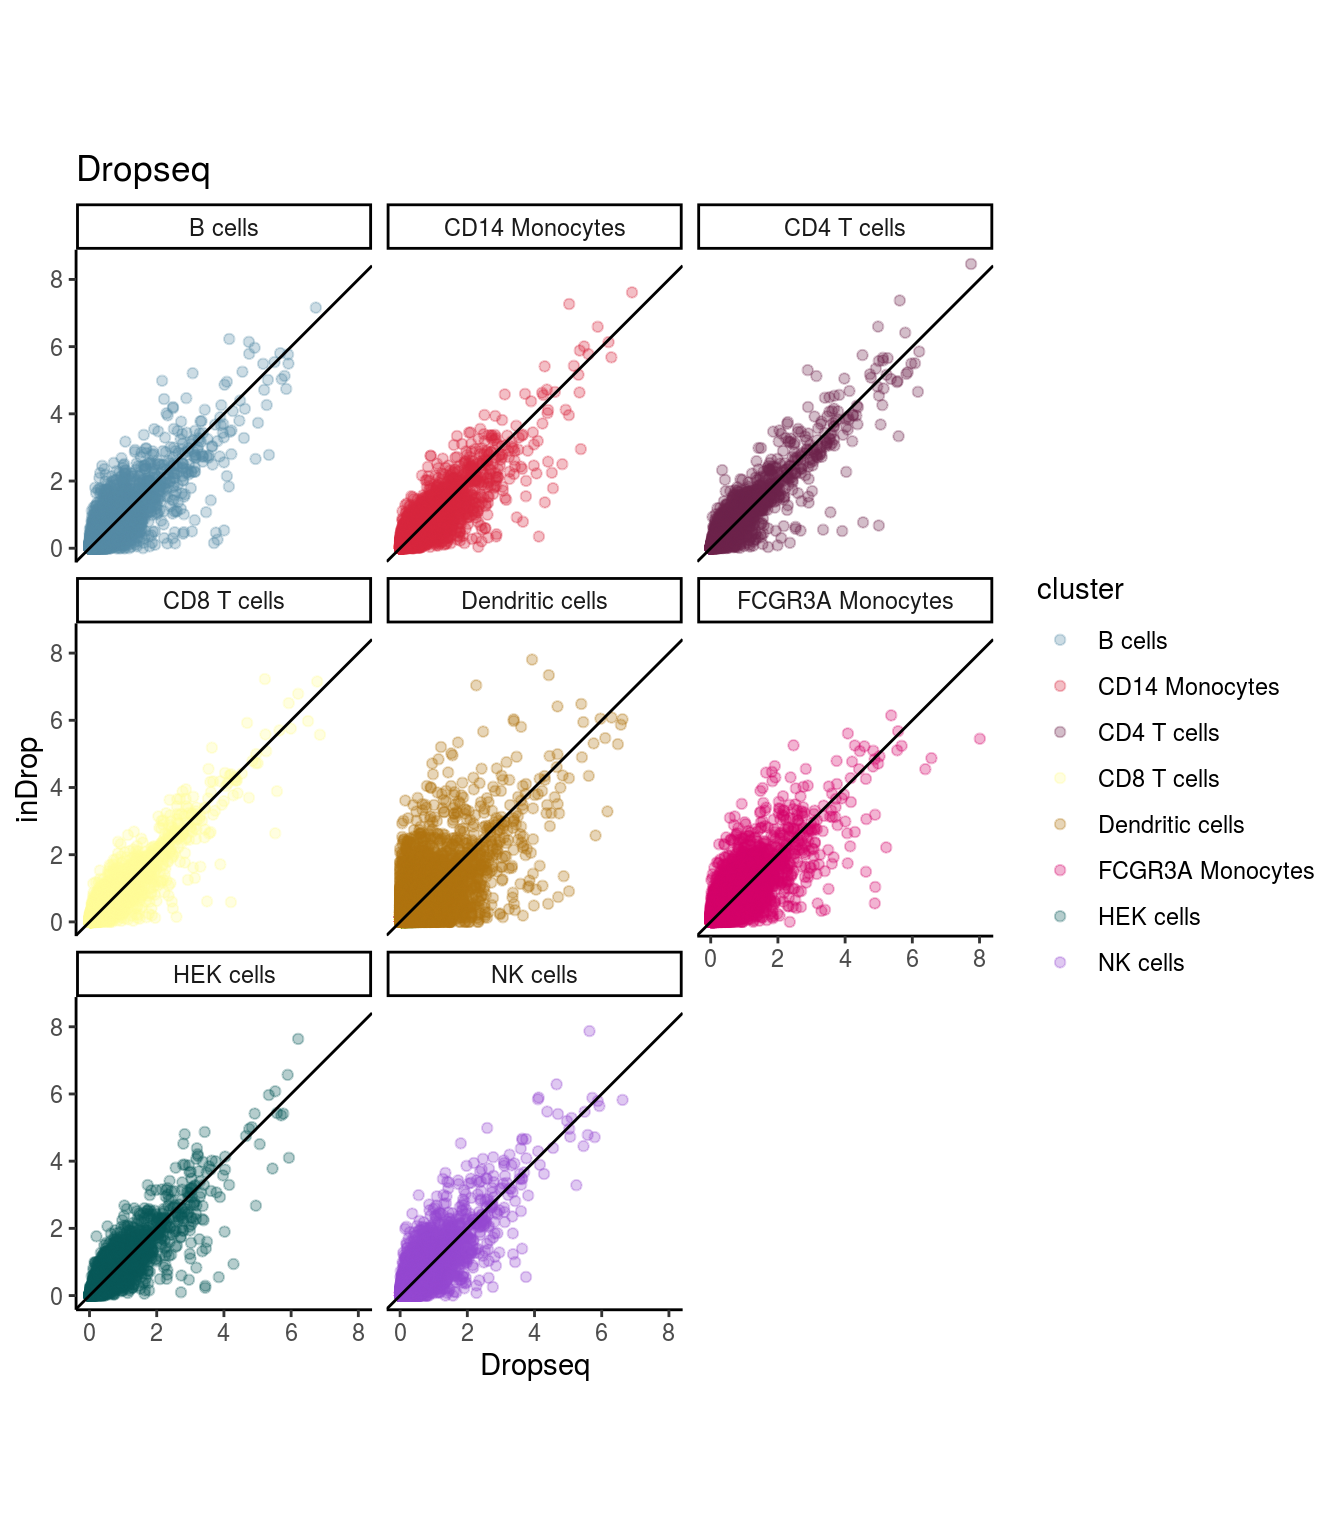 Dropseq
B cells
CD14 Monocytes
CD4 T cells
8
6
4
2
0
CD8 T cells
Dendritic cells
FCGR3A Monocytes
8
6
4
2
0
0 2 4 6 8
HEK cells
NK cells
8
6
4
2
0
0 2 4 6 8
0 2 4 6 8
inDrop
Dropseq
cluster
B cells
CD14 Monocytes
CD4 T cells
CD8 T cells
Dendritic cells
FCGR3A Monocytes
HEK cells
NK cells